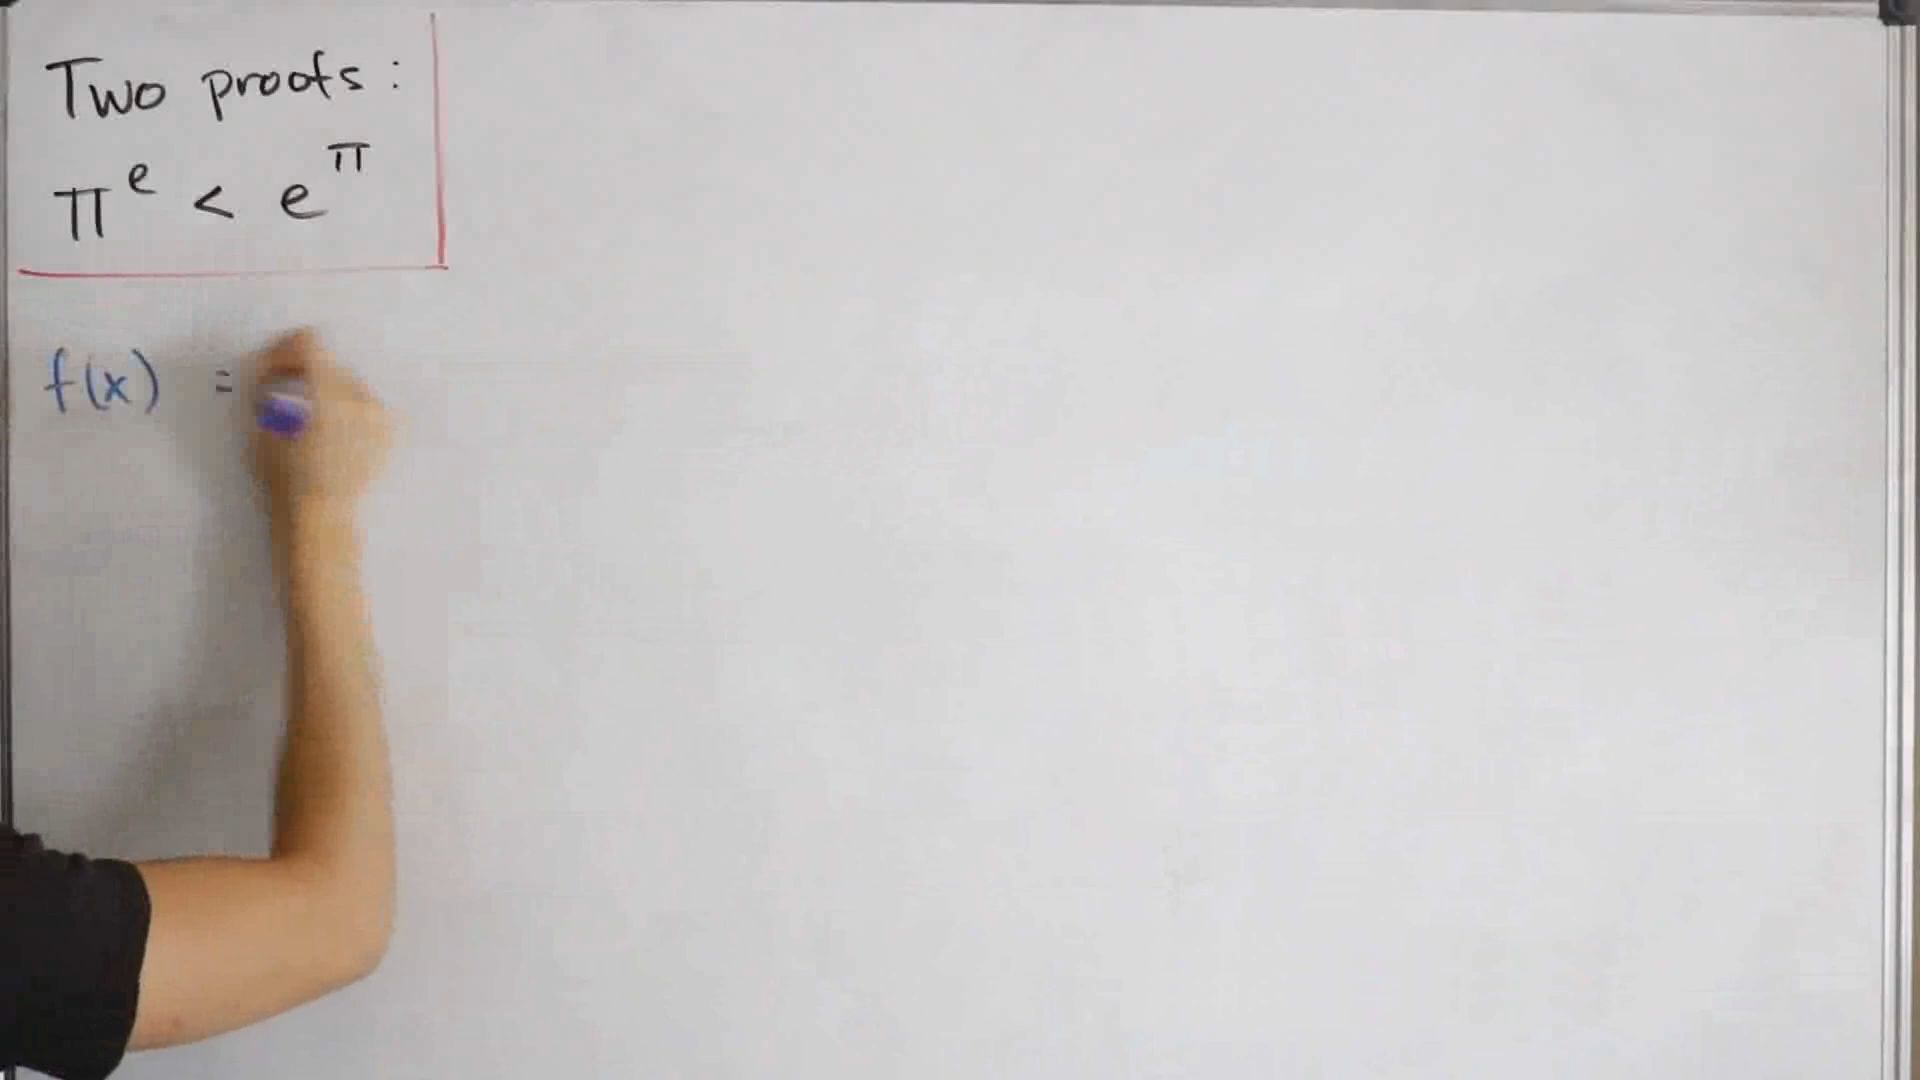 Two proofs:
π^e < e^π
f(x) =